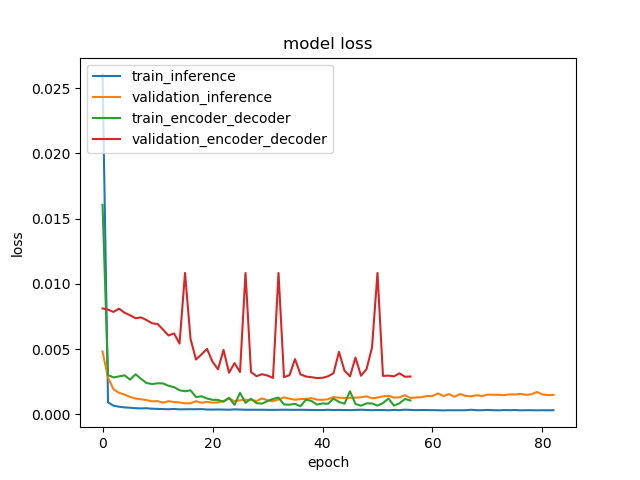 model loss
train_inference
validation_inference
train_encoder_decoder
validation_encoder_decoder
loss
0.025
0.020
0.015
0.010
0.005
0.000
0 20 40 60 80
epoch